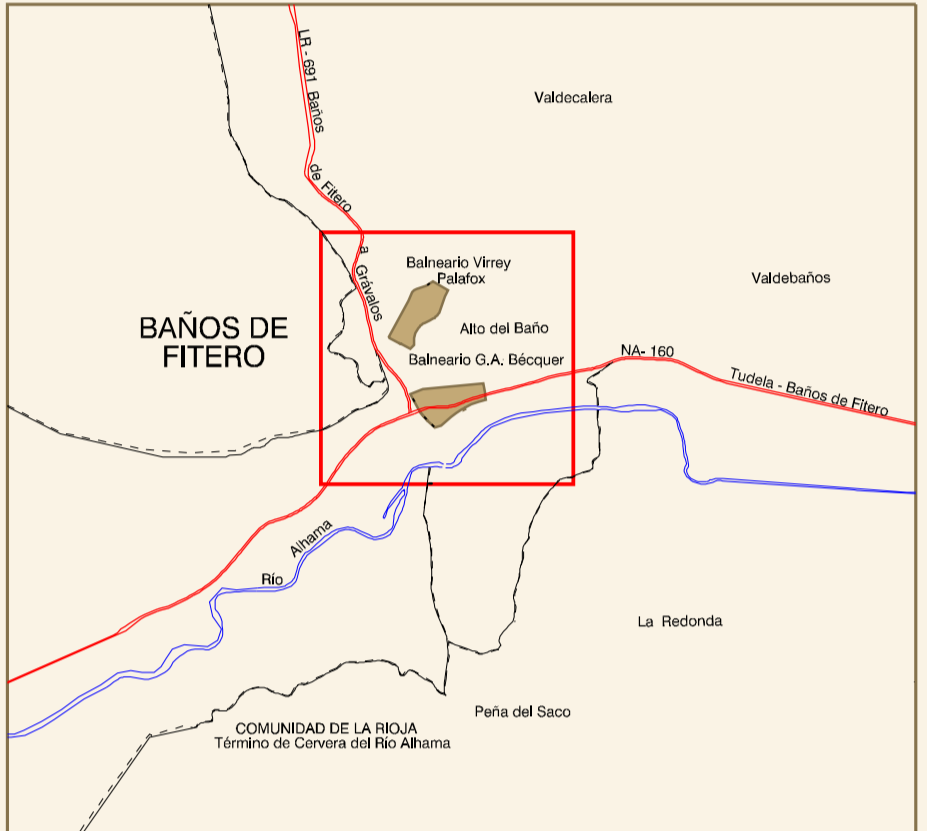 LR - 691 Baños de Fitero a Grávalos
Valdecalera
Balneario Virrey
Palafox
Valdebaños
BAÑOS DE
FITERO
Alto del Baño
Balneario G.A. Bécquer
NA- 160
Tudela - Baños de Fitero
Río Alhama
La Redonda
Peña del Saco
COMUNIDAD DE LA RIOJA
Término de Cervera del Río Alhama